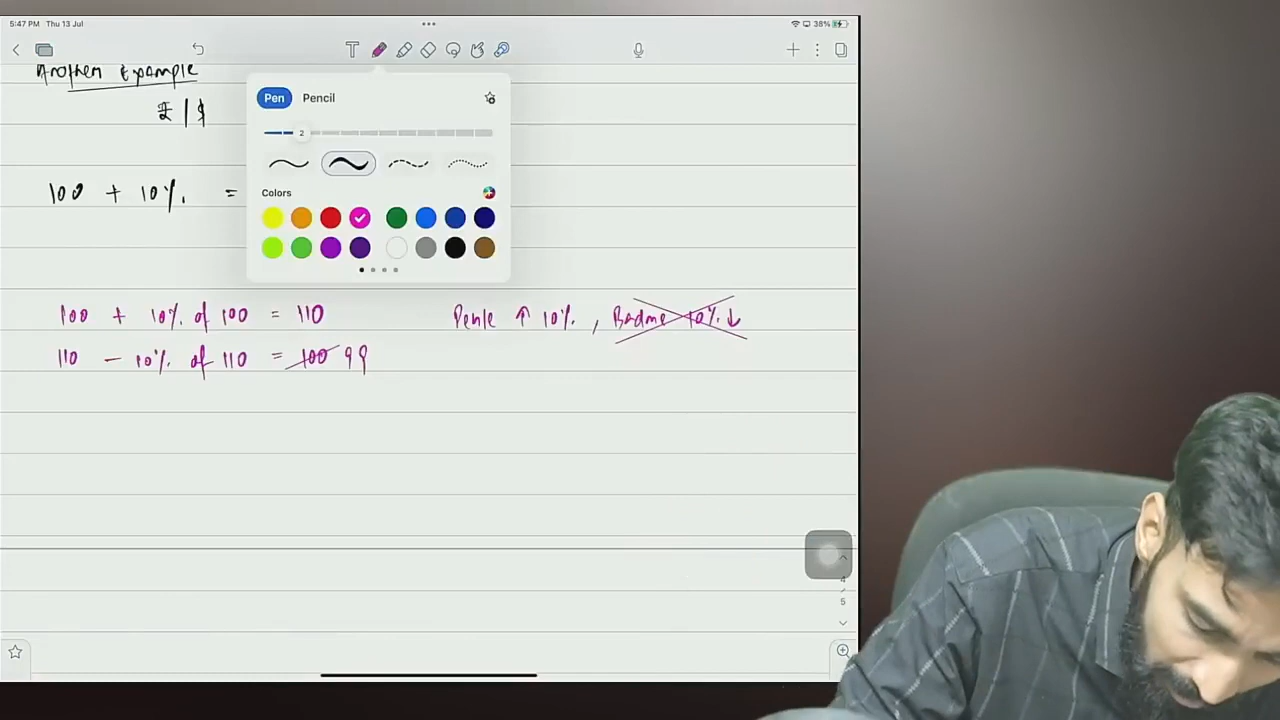 5:47 PM Thu 13 Jul
38%
T
Another Example
Pen Pencil
₹ | $
2
Colors
100 + 10% =
100 + 10% of 100 = 110
Pehle ↑ 10%, Badme 10% ↓
110 - 10% of 110 = 100 99
4
5